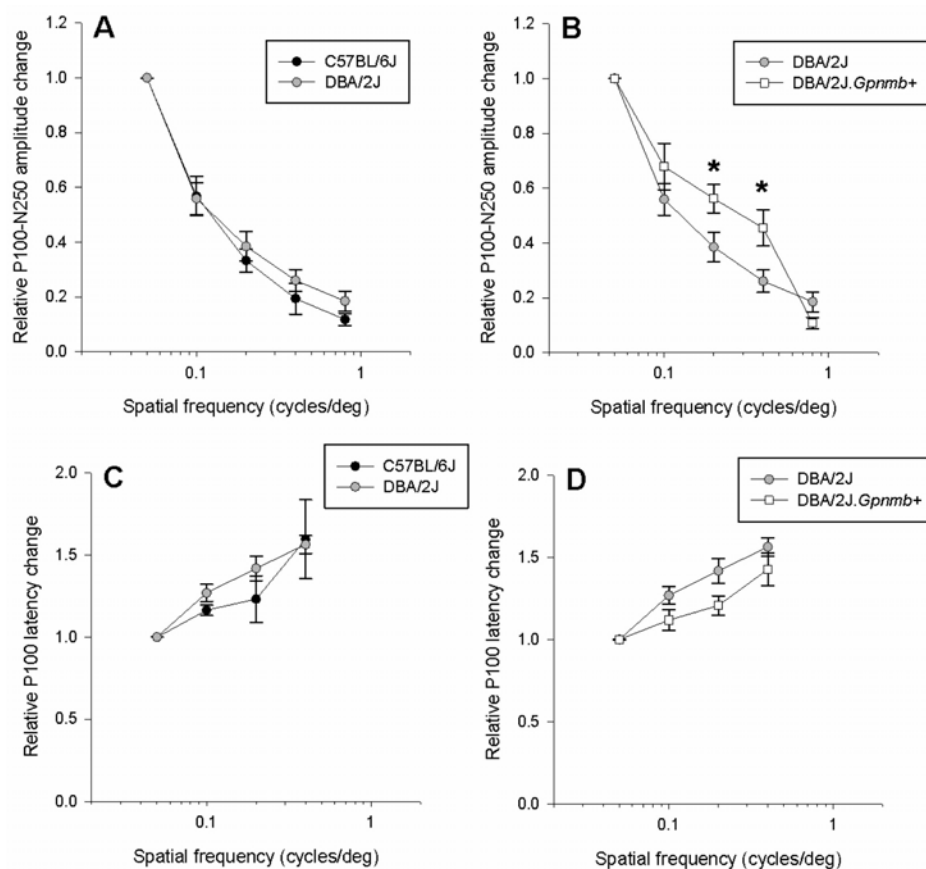 A
C57BL/6J
DBA/2J
Relative P100-N250 amplitude change
1.2
1.0
0.8
0.6
0.4
0.2
0.0
0.1
1
Spatial frequency (cycles/deg)
B
DBA/2J
DBA/2J.Gpnmb+
Relative P100-N250 amplitude change
1.2
1.0
0.8
0.6
0.4
0.2
0.0
*
*
0.1
1
Spatial frequency (cycles/deg)
C
C57BL/6J
DBA/2J
Relative P100 latency change
2.0
1.5
1.0
0.5
0.0
0.1
1
Spatial frequency (cycles/deg)
D
DBA/2J
DBA/2J.Gpnmb+
Relative P100 latency change
2.0
1.5
1.0
0.5
0.0
0.1
1
Spatial frequency (cycles/deg)